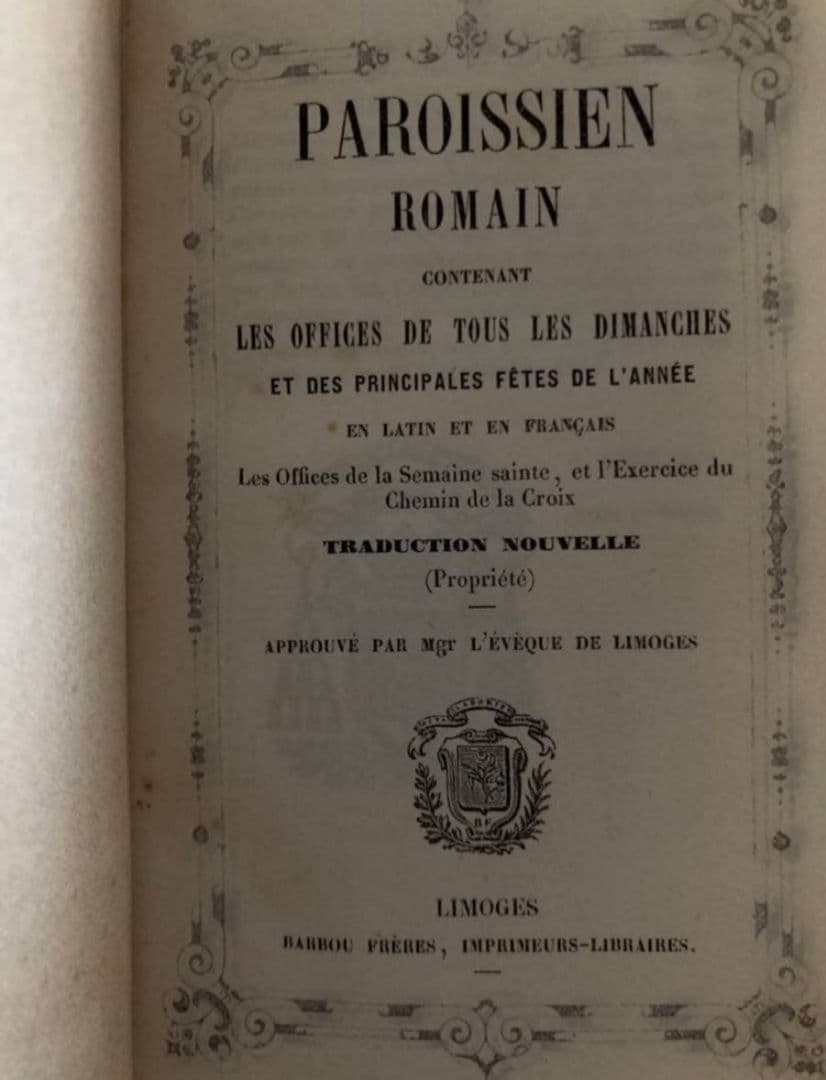 PAROISSIEN
ROMAIN
CONTENANT
LES OFFICES DE TOUS LES DIMANCHES
ET DES PRINCIPALES FÊTES DE L'ANNÉE
EN LATIN ET EN FRANÇAIS
Les Offices de la Semaine sainte, et l'Exercice du
Chemin de la Croix
TRADUCTION NOUVELLE
(Propriété)
APPROUVÉ PAR Mgr L'ÉVÊQUE DE LIMOGES
B F
LIMOGES
BARBOU FRÈRES, IMPRIMEURS-LIBRAIRES.